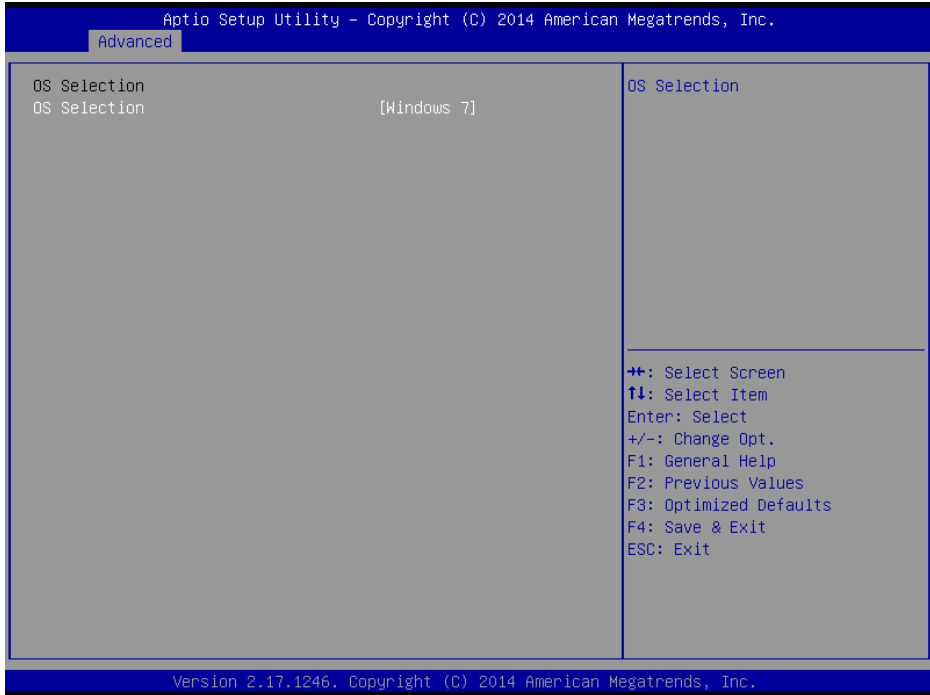 Aptio Setup Utility – Copyright (C) 2014 American Megatrends, Inc.
Advanced
OS Selection
OS Selection [Windows 7]
OS Selection
→←: Select Screen
↑↓: Select Item
Enter: Select
+/-: Change Opt.
F1: General Help
F2: Previous Values
F3: Optimized Defaults
F4: Save & Exit
ESC: Exit
Version 2.17.1246. Copyright (C) 2014 American Megatrends, Inc.